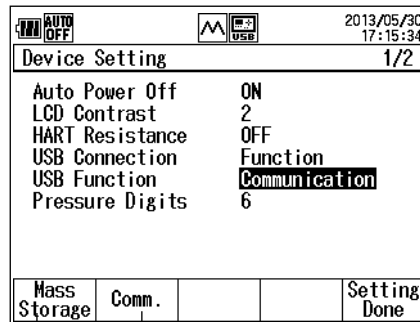 AUTO OFF USB 2013/05/30
17:15:34
Device Setting 1/2
Auto Power Off ON
LCD Contrast 2
HART Resistance OFF
USB Connection Function
USB Function Communication
Pressure Digits 6
Mass Storage Comm. Setting Done